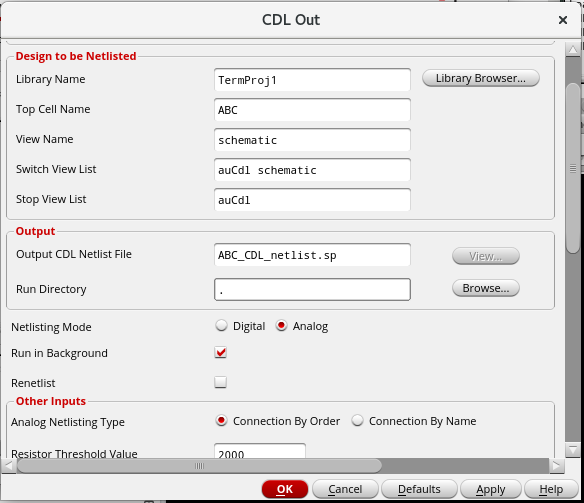 CDL Out
Design to be Netlisted
Library Name TermProj1 Library Browser...
Top Cell Name ABC
View Name schematic
Switch View List auCdl schematic
Stop View List auCdl
Output
Output CDL Netlist File ABC_CDL_netlist.sp View...
Run Directory . Browse...
Netlisting Mode Digital Analog
Run in Background
Renetlist
Other Inputs
Analog Netlisting Type Connection By Order Connection By Name
Resistor Threshold Value 2000
OK Cancel Defaults Apply Help